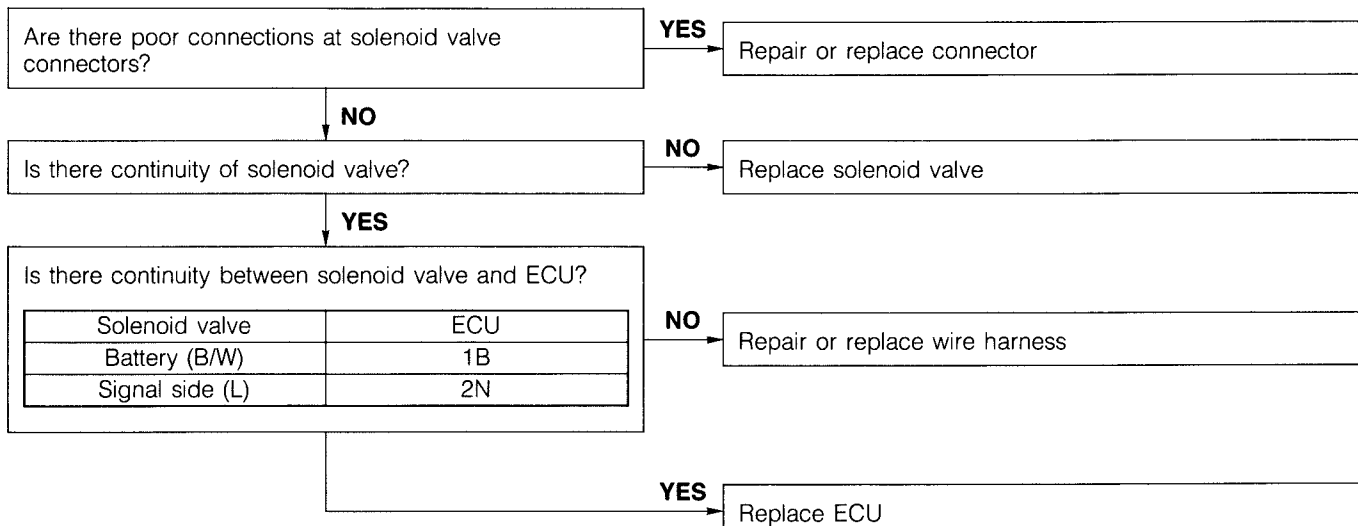 Are there poor connections at solenoid valve
connectors?
YES
Repair or replace connector
NO
Is there continuity of solenoid valve?
NO
Replace solenoid valve
YES
Is there continuity between solenoid valve and ECU?
Solenoid valve ECU
Battery (B/W) 1B
Signal side (L) 2N
NO
Repair or replace wire harness
YES
Replace ECU